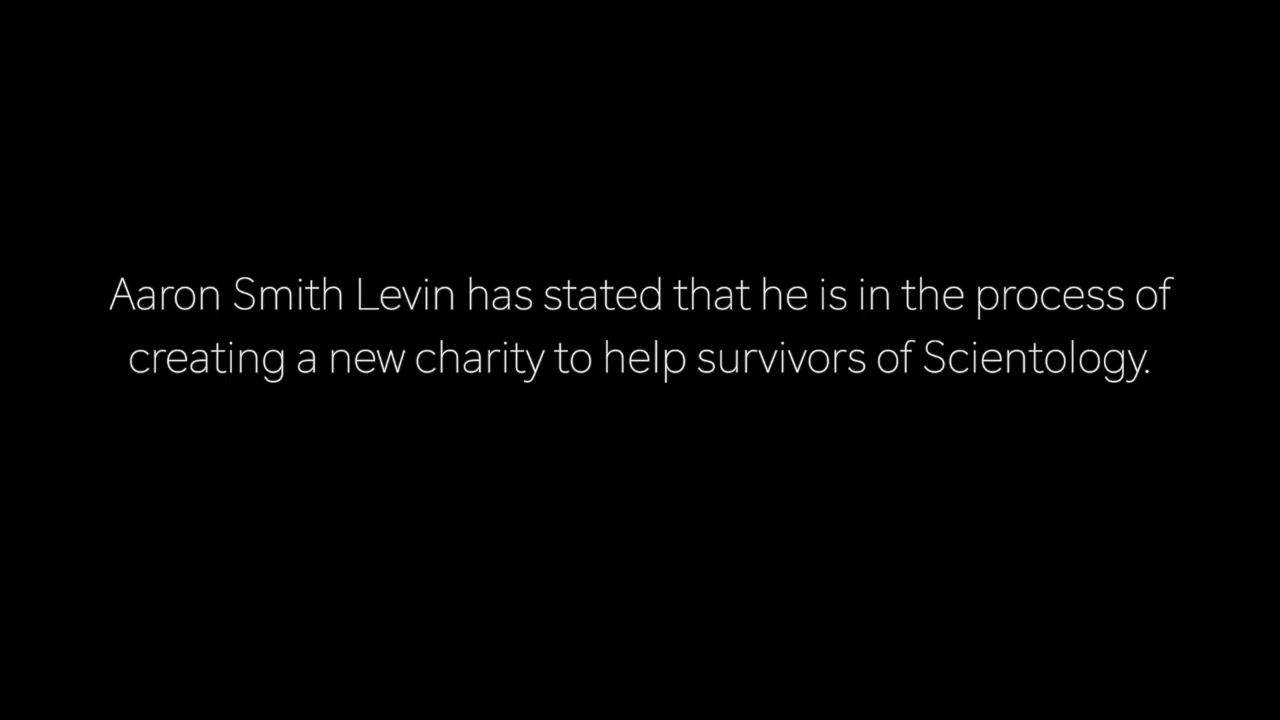 Aaron Smith Levin has stated that he is in the process of
creating a new charity to help survivors of Scientology.